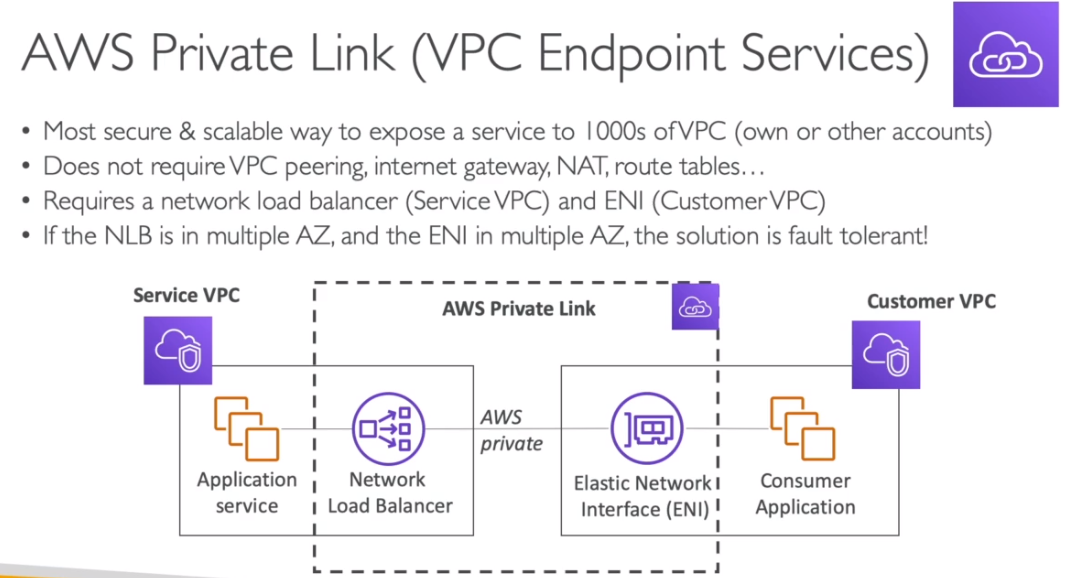 AWS Private Link (VPC Endpoint Services)
• Most secure & scalable way to expose a service to 1000s of VPC (own or other accounts)
• Does not require VPC peering, internet gateway, NAT, route tables…
• Requires a network load balancer (Service VPC) and ENI (Customer VPC)
• If the NLB is in multiple AZ, and the ENI in multiple AZ, the solution is fault tolerant!
Service VPC
AWS Private Link
Customer VPC
AWS
private
Application
service
Network
Load Balancer
Elastic Network
Interface (ENI)
Consumer
Application